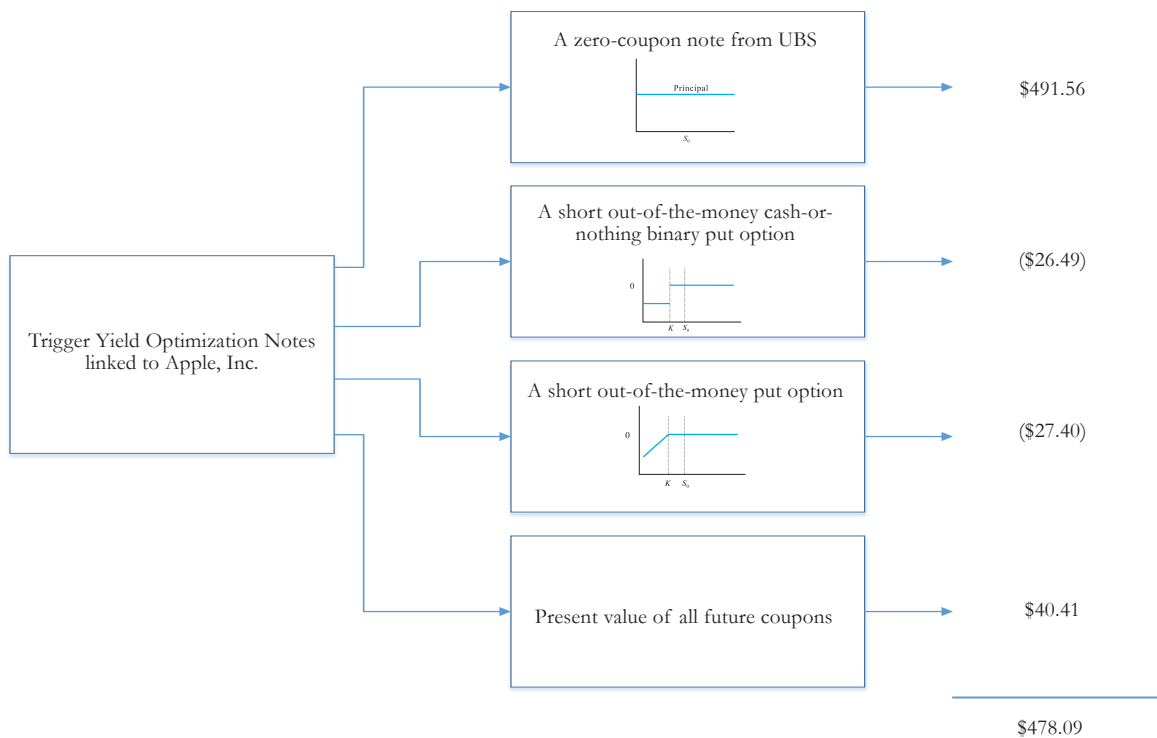 A zero-coupon note from UBS
Principal
S₀
$491.56
A short out-of-the-money cash-or-
nothing binary put option
0
K S₀
($26.49)
Trigger Yield Optimization Notes
linked to Apple, Inc.
A short out-of-the-money put option
0
K S₀
($27.40)
Present value of all future coupons
$40.41
$478.09